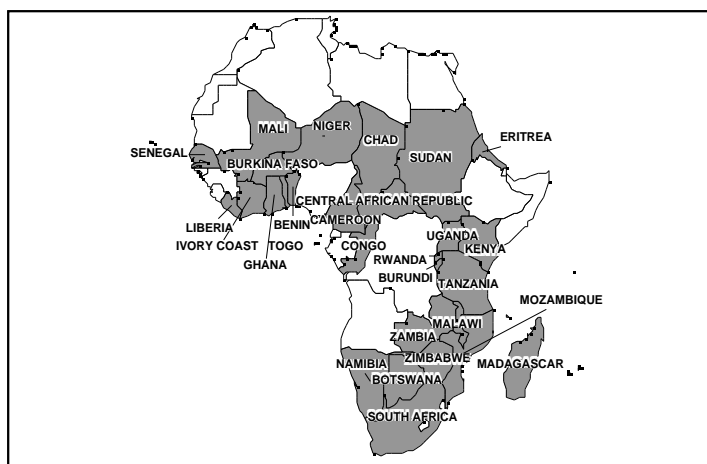 MALI
NIGER
CHAD
ERITREA
SENEGAL
SUDAN
BURKINA FASO
CENTRAL AFRICAN REPUBLIC
LIBERIA
BENIN
CAMEROON
IVORY COAST
TOGO
GHANA
CONGO
UGANDA
KENYA
RWANDA
BURUNDI
TANZANIA
MOZAMBIQUE
MALAWI
ZAMBIA
ZIMBABWE
NAMIBIA
MADAGASCAR
BOTSWANA
SOUTH AFRICA